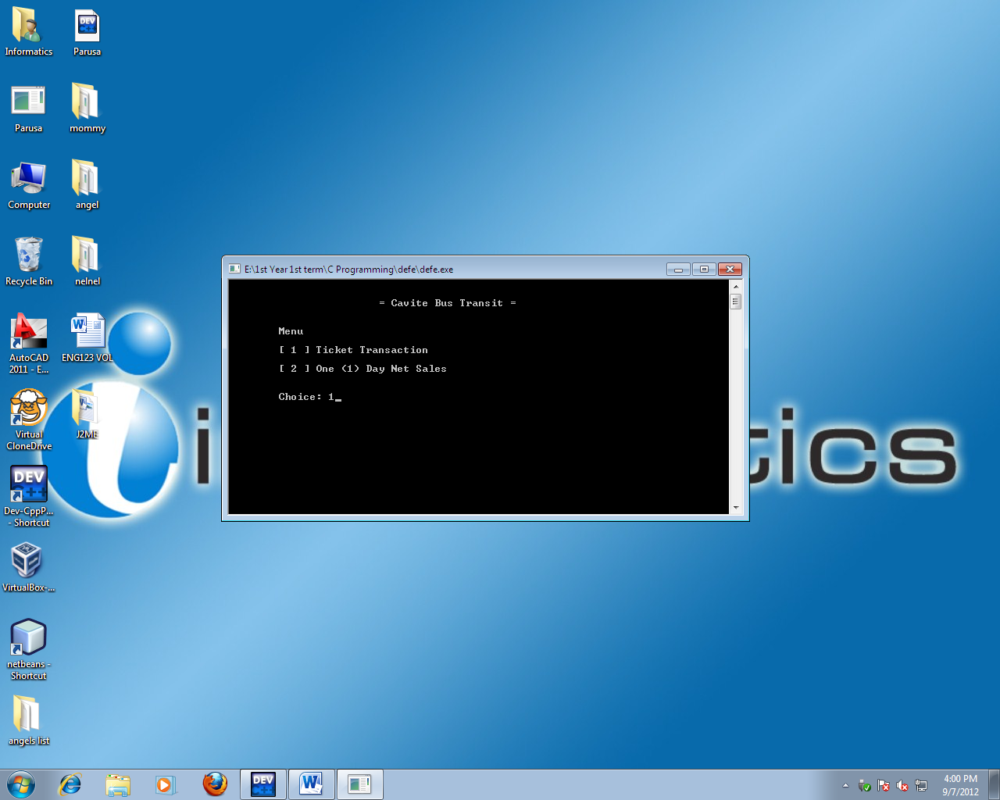 Informatics
Parusa
Parusa
mommy
Computer
angel
Recycle Bin
nelnel
AutoCAD
2011 - E...
ENG123 VOL
Virtual
CloneDrive
J2ME
DEV
C++
Dev-CppP...
- Shortcut
VirtualBox-...
netbeans -
Shortcut
angels list
E:\1st Year 1st term\C Programming\defe\defe.exe
= Cavite Bus Transit =
Menu
[ 1 ] Ticket Transaction
[ 2 ] One (1) Day Net Sales
Choice: 1_
i tics
DEV
4:00 PM
9/7/2012